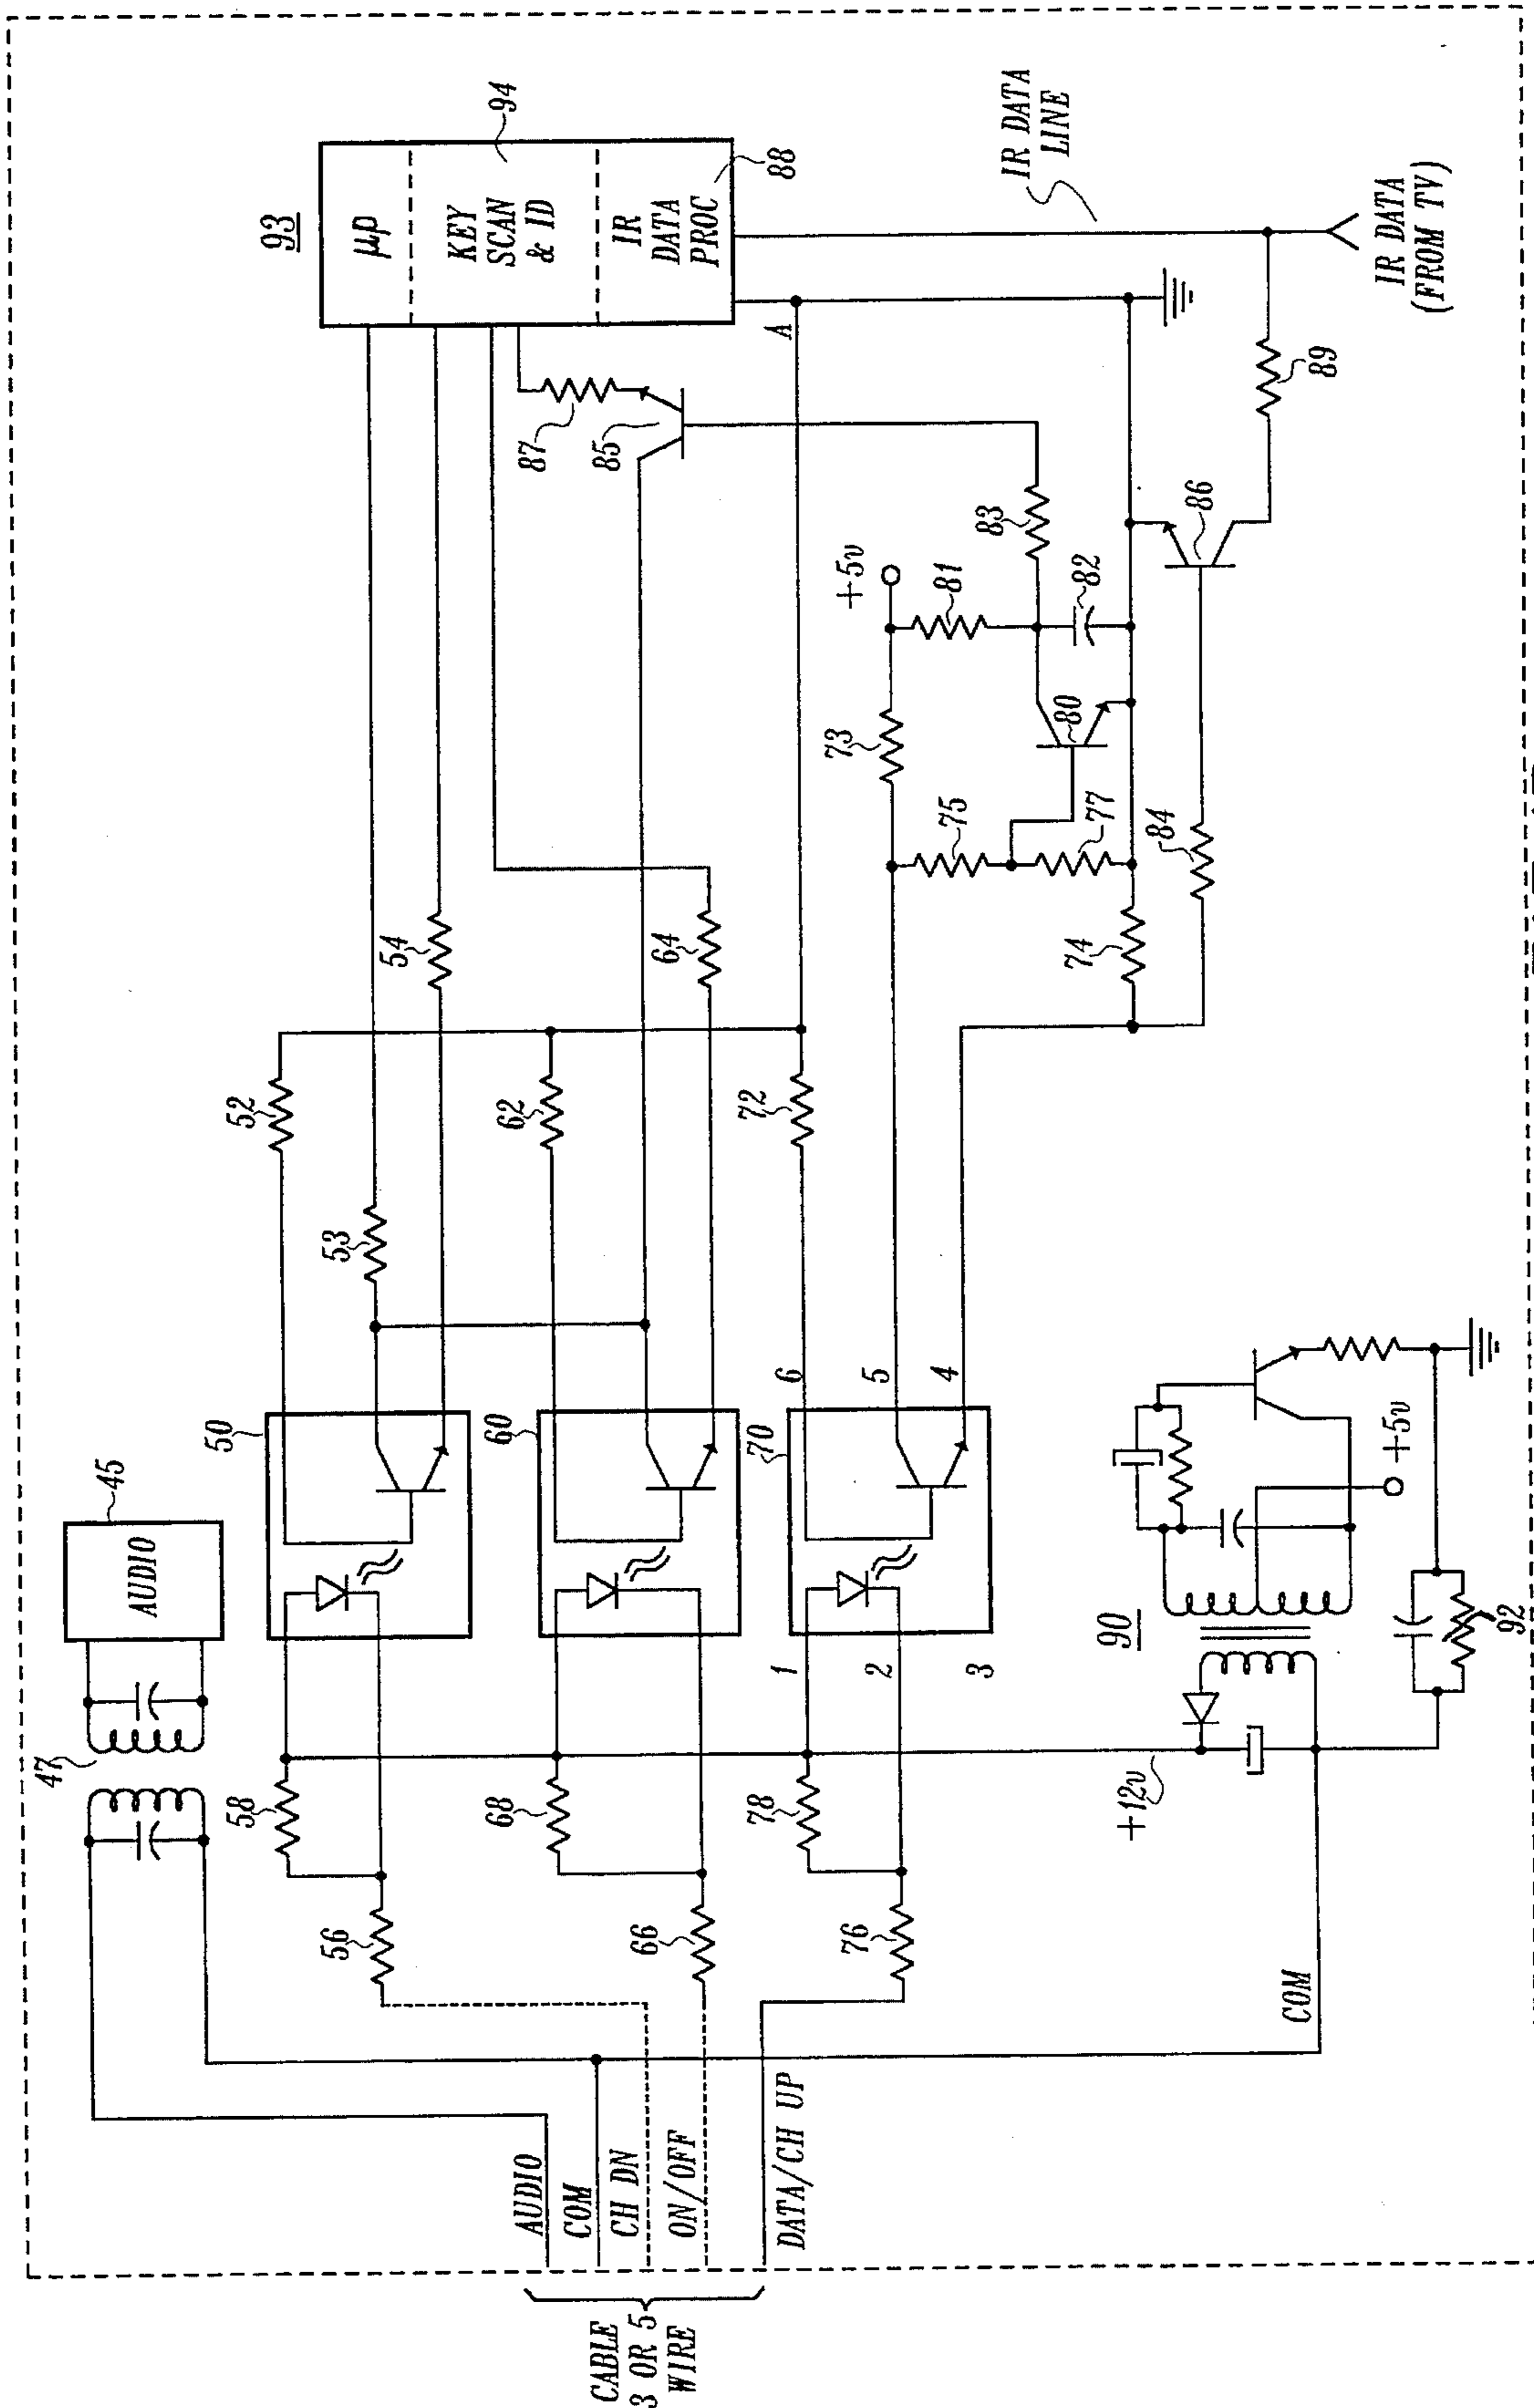 CABLE
3 OR 5
WIRE
AUDIO
COM
CH DN
ON/OFF
DATA/CH UP
COM
47
AUDIO
45
58
56
50
52
53
54
68
66
60
62
64
78
76
70
1
2
3
6
5
4
72
73
74
75
77
+5v
80
81
82
83
84
85
86
87
89
A
93
μp
KEY
SCAN
& ID
94
IR
DATA
PROC
88
IR DATA
LINE
IR DATA
(FROM TV)
+12v
90
+5v
92